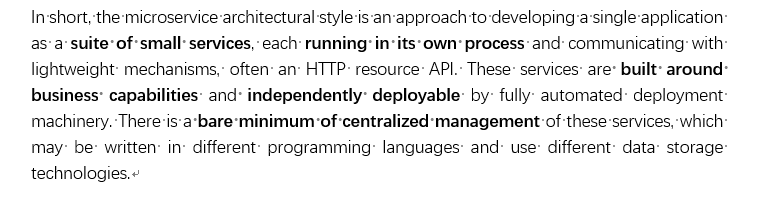 In short, the microservice architectural style is an approach to developing a single application
as a suite of small services, each running in its own process and communicating with
lightweight mechanisms, often an HTTP resource API. These services are built around
business capabilities and independently deployable by fully automated deployment
machinery. There is a bare minimum of centralized management of these services, which
may be written in different programming languages and use different data storage
technologies.